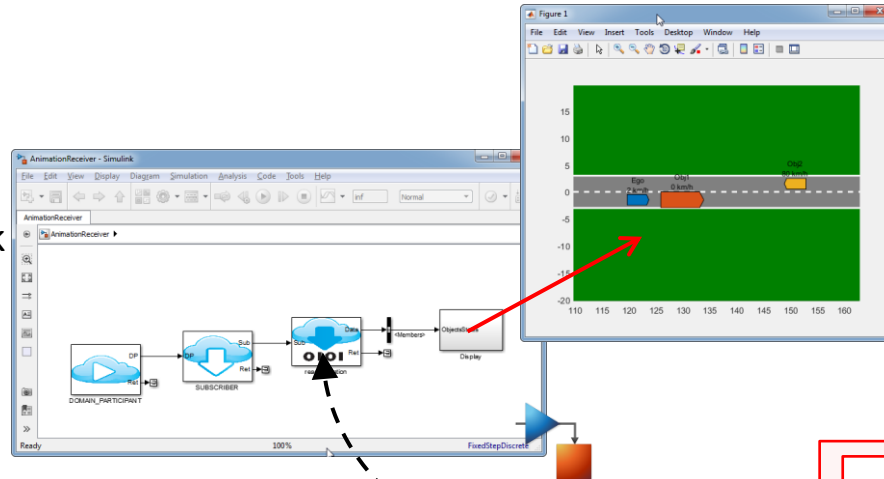 Figure 1
File Edit View Insert Tools Desktop Window Help
15
10
5
0
-5
-10
-15
-20
110 115 120 125 130 135 140 145 150 155 160
Ego
Obj1
0 km/h
Obj2
80 km/h
AnimationReceiver - Simulink
File Edit View Display Diagram Simulation Analysis Code Tools Help
inf Normal
AnimationReceiver
AnimationReceiver
DP
Ret
DOMAIN_PARTICIPANT
DP
Sub
Ret
SUBSCRIBER
Sub
Data
Ret
<Members>
Display
Ready 100% FixedStepDiscrete